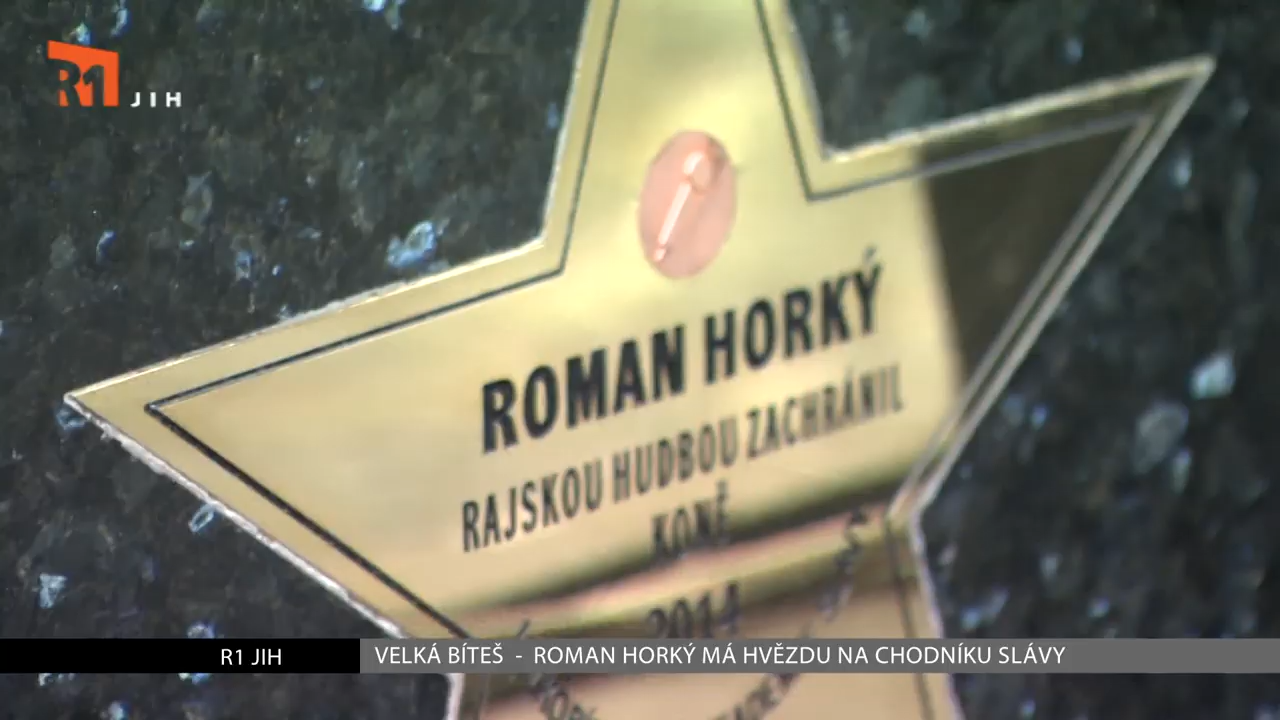 R1 JIH
ROMAN HORKÝ
RAJSKOU HUDBOU ZACHRÁNIL
KONĚ
2014
R1 JIH
VELKÁ BÍTEŠ - ROMAN HORKÝ MÁ HVĚZDU NA CHODNÍKU SLÁVY